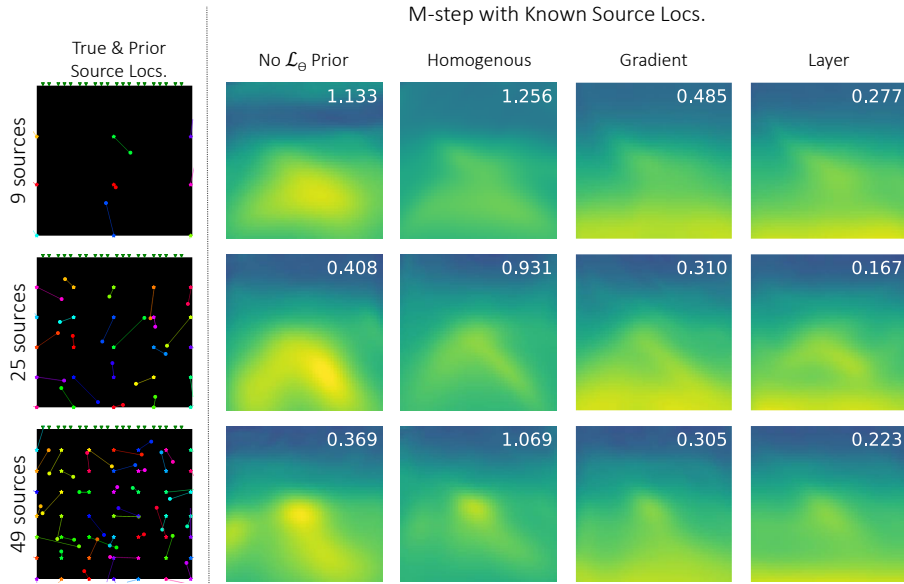 M-step with Known Source Locs.
True & Prior
Source Locs.
No ℒ_Θ Prior
Homogenous
Gradient
Layer
9 sources
1.133
1.256
0.485
0.277
25 sources
0.408
0.931
0.310
0.167
49 sources
0.369
1.069
0.305
0.223